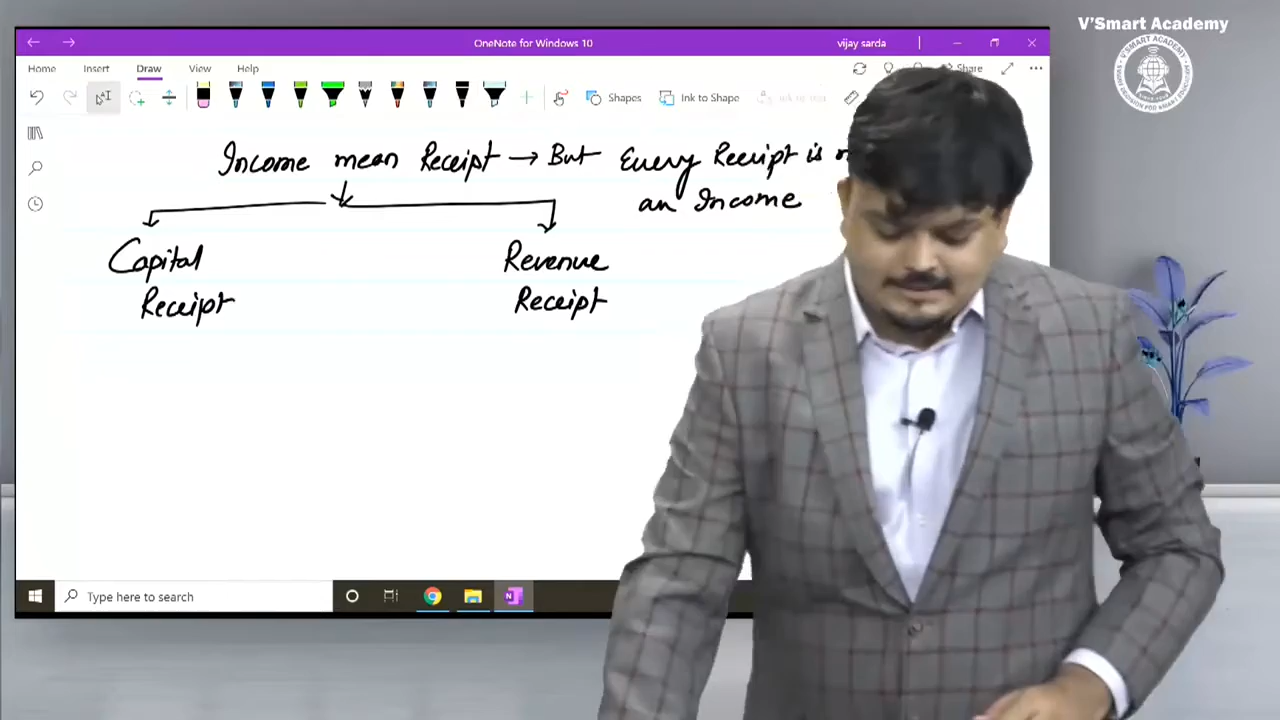 V'Smart Academy
OneNote for Windows 10
vijay sarda
Home Insert Draw View Help
Share
Shapes
Ink to Shape
Income mean Receipt → But Every Receipt is
an Income
Capital
Receipt
Revenue
Receipt
Type here to search